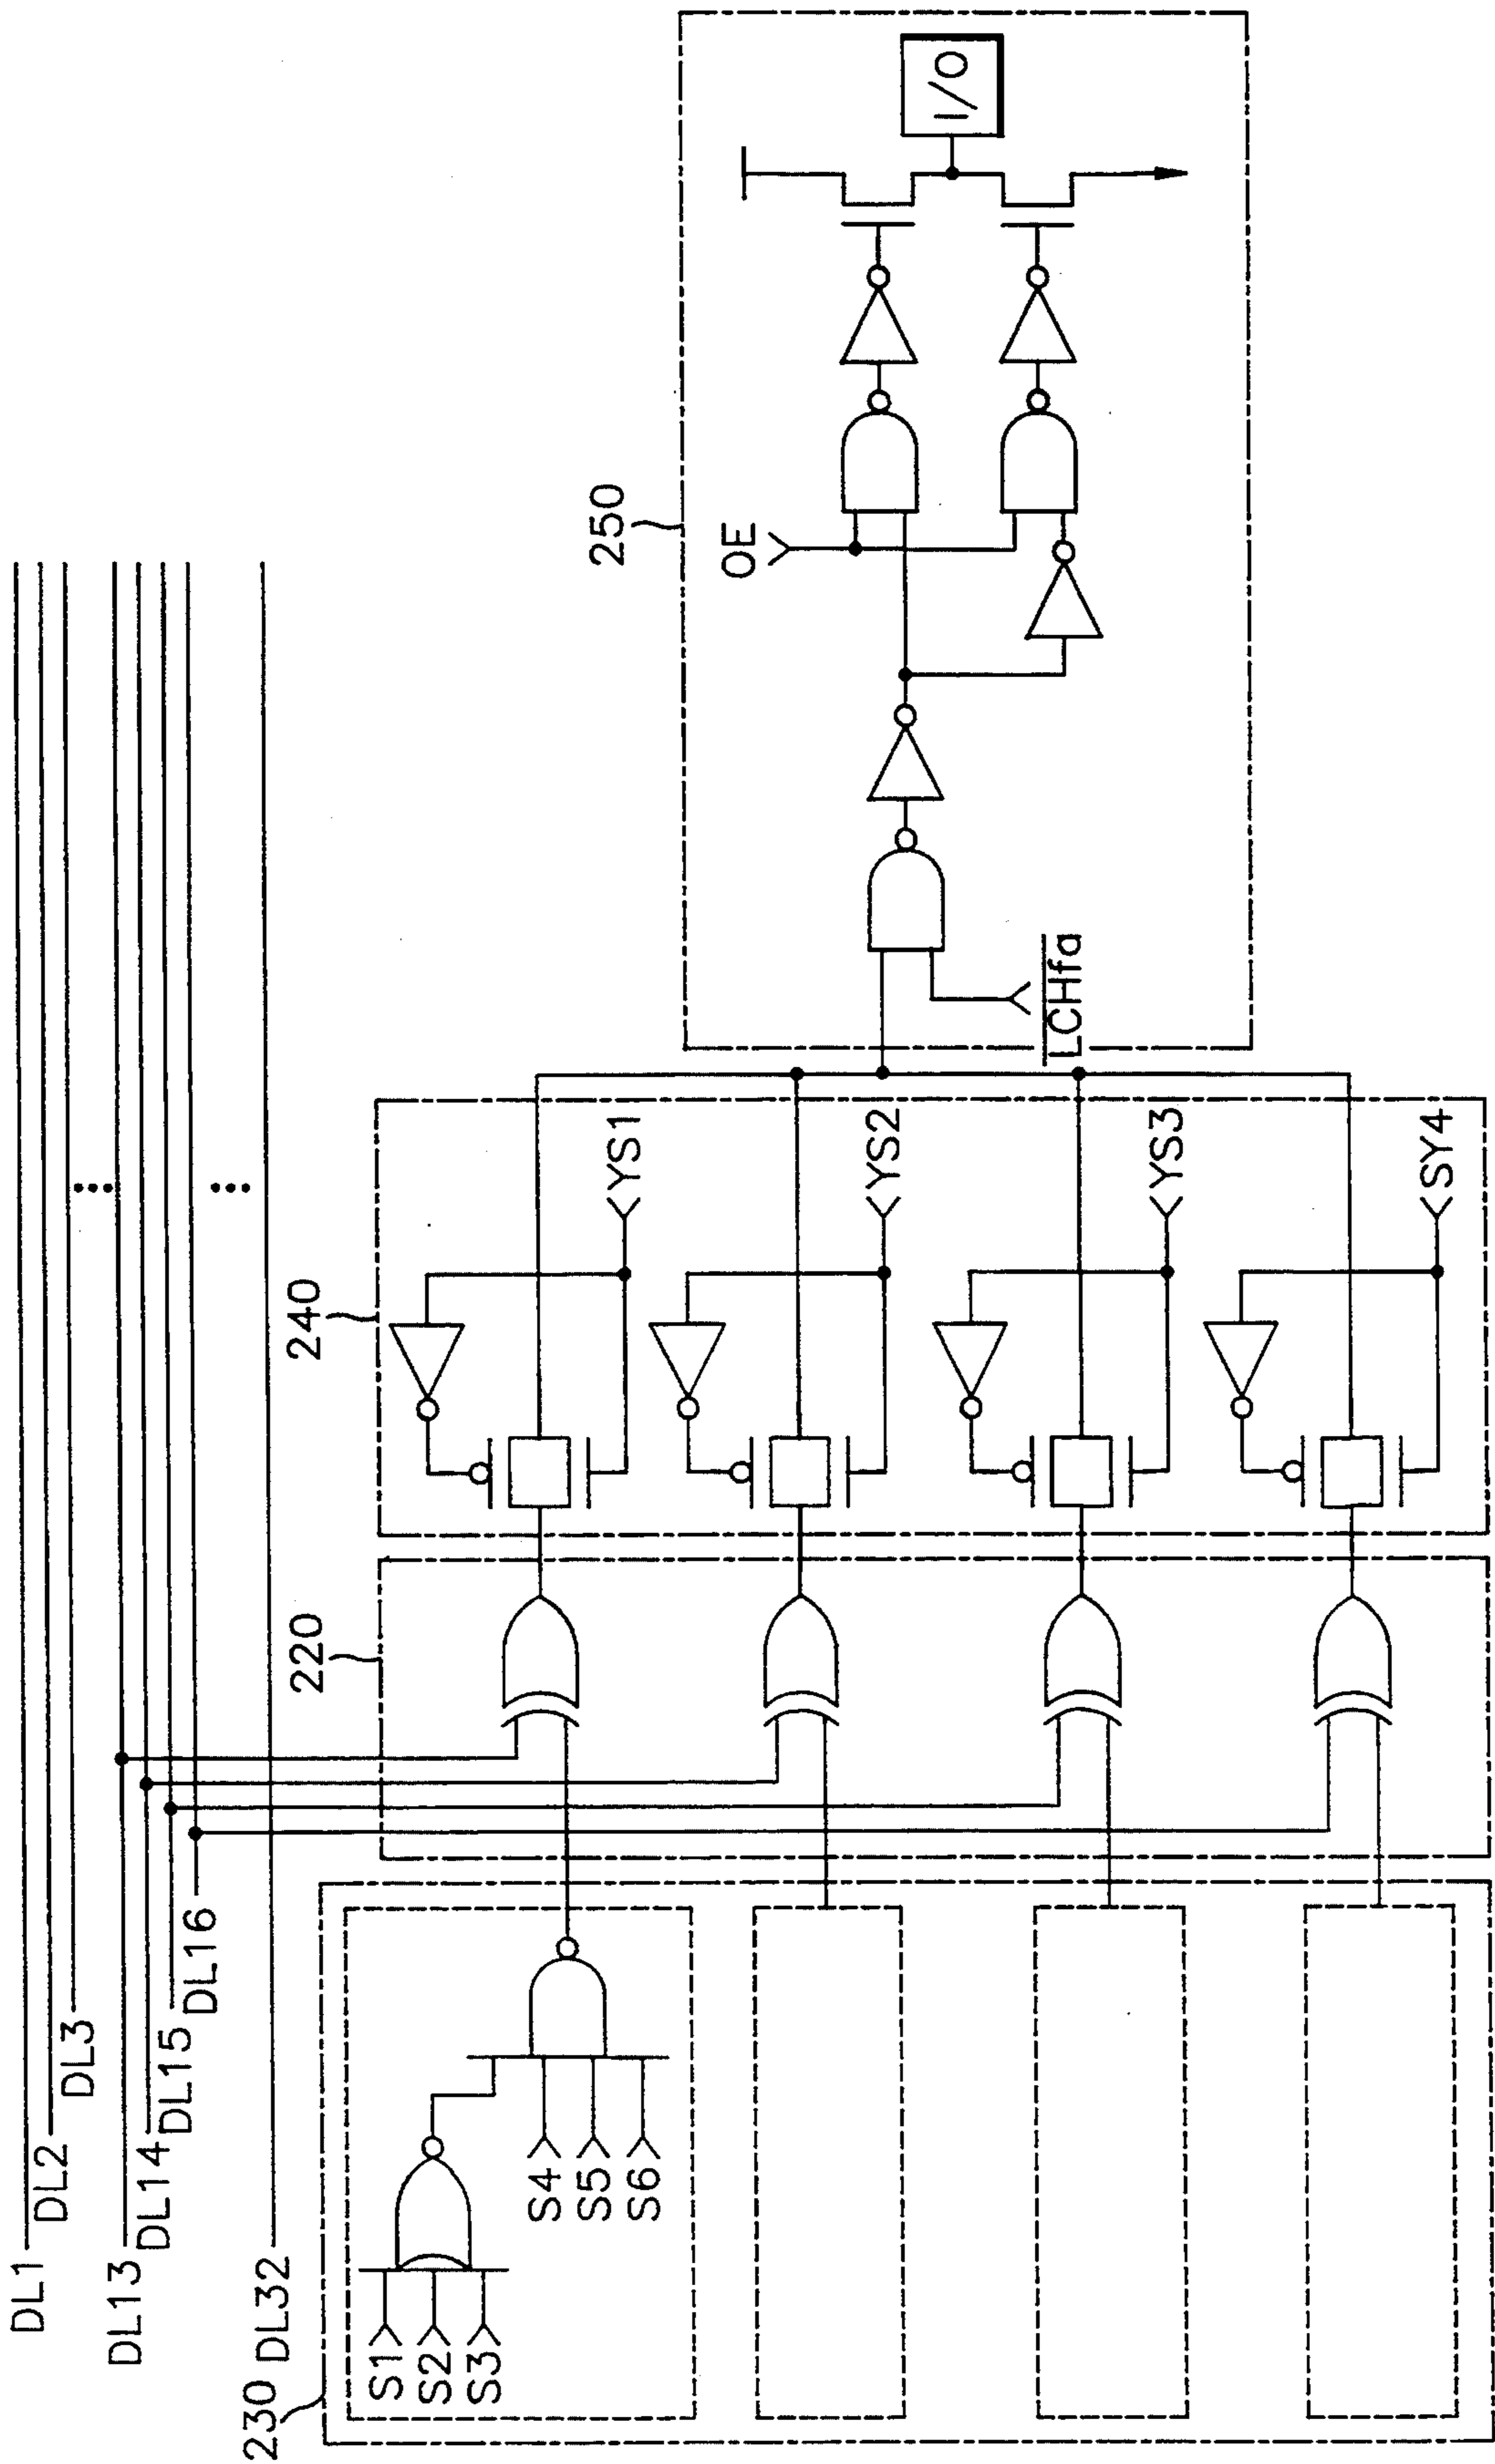 DL1
DL2
DL3
DL13
DL14
DL15
DL16
DL32
230
220
240
250
S1
S2
S3
S4
S5
S6
YS1
YS2
YS3
SY4
LCHfa
OE
I/O